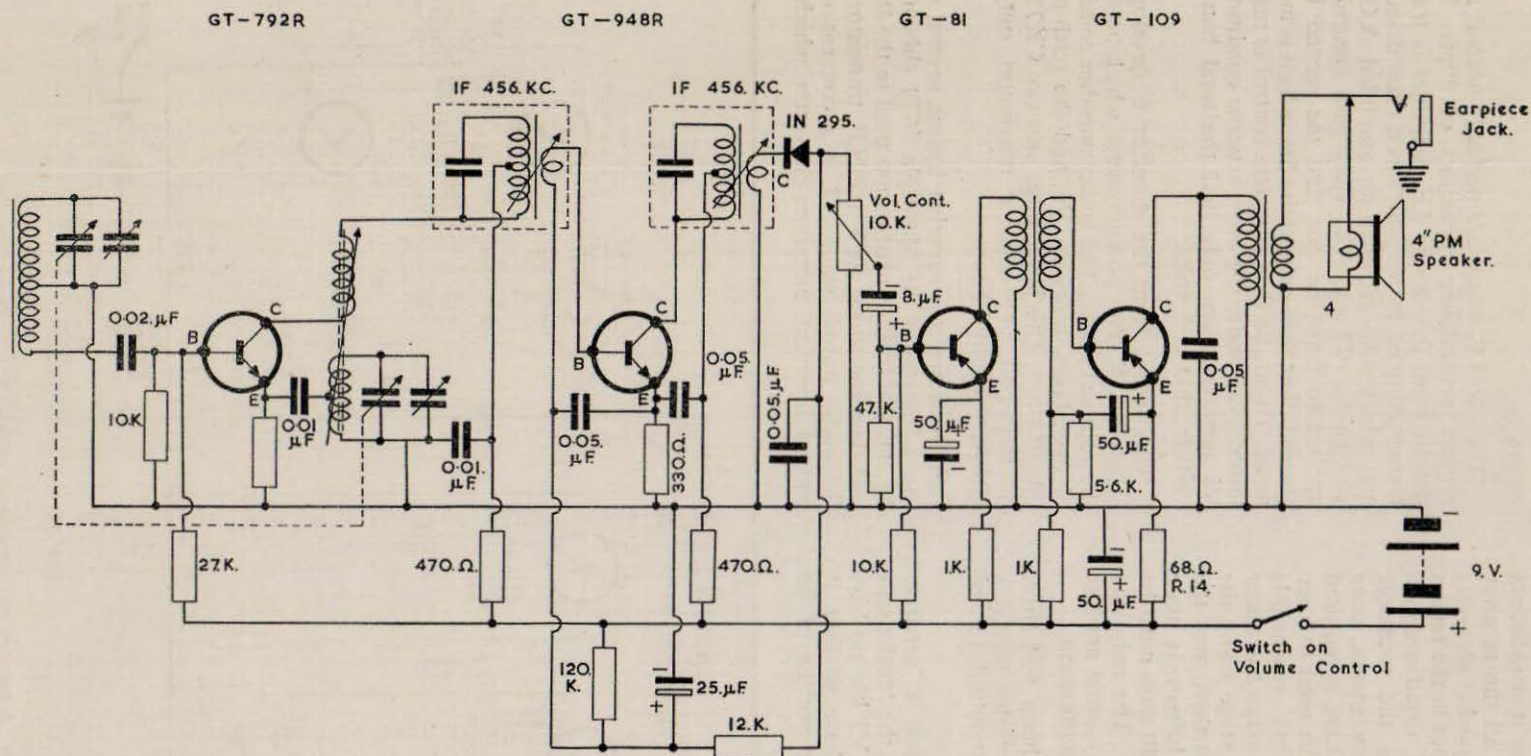 GT-792R
GT-948R
GT-81
GT-109
IF 456. KC.
IF 456. KC.
IN 295.
C
Earpiece
Jack.
Vol. Cont.
10.K.
4" PM
Speaker.
4
0·02.µF
B
C
E
10.K
0·01
µF
0·01.
µF.
B
C
E
0·05.
µF.
0·05.
µF.
330.Ω.
0·05.µF.
8.µF.
-
+
47.K.
B
C
E
50.µF.
+
-
B
C
E
-
+
50.µF.
5·6.K.
0·05
µF.
27.K.
470.Ω.
470.Ω.
10.K.
1.K.
1.K.
-
+
50. µF.
68.Ω.
R.14.
-
9. V.
+
Switch on
Volume Control
120.
K.
-
25.µF.
+
12.K.